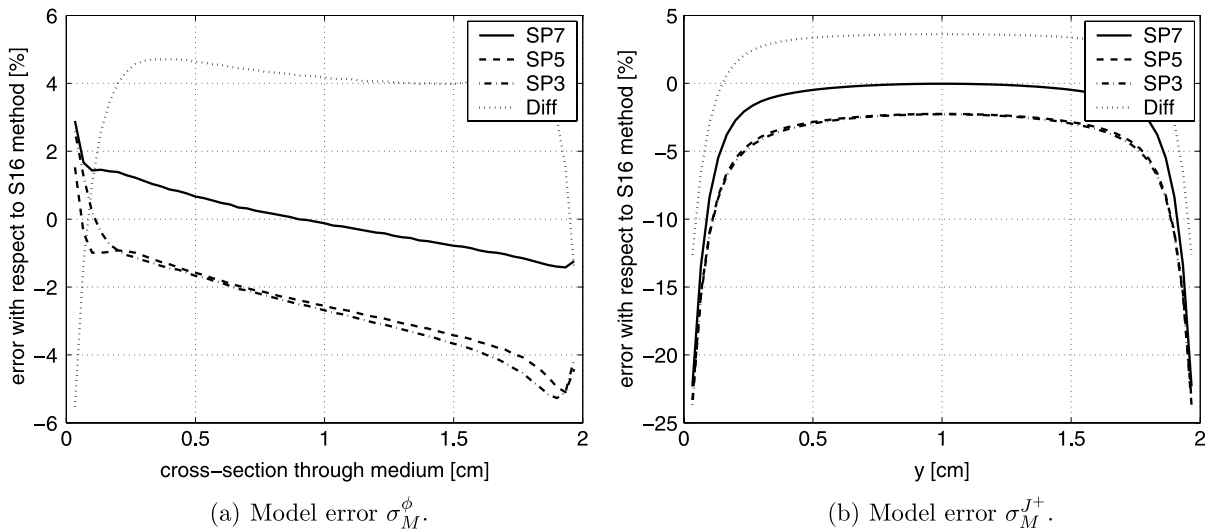 error with respect to S16 method [%]
6
4
2
0
−2
−4
−6
SP7
SP5
SP3
Diff
0
0.5
1
1.5
2
cross−section through medium [cm]
(a) Model error σ_M^ϕ.
error with respect to S16 method [%]
5
0
−5
−10
−15
−20
−25
SP7
SP5
SP3
Diff
0
0.5
1
1.5
2
y [cm]
(b) Model error σ_M^{J+}.